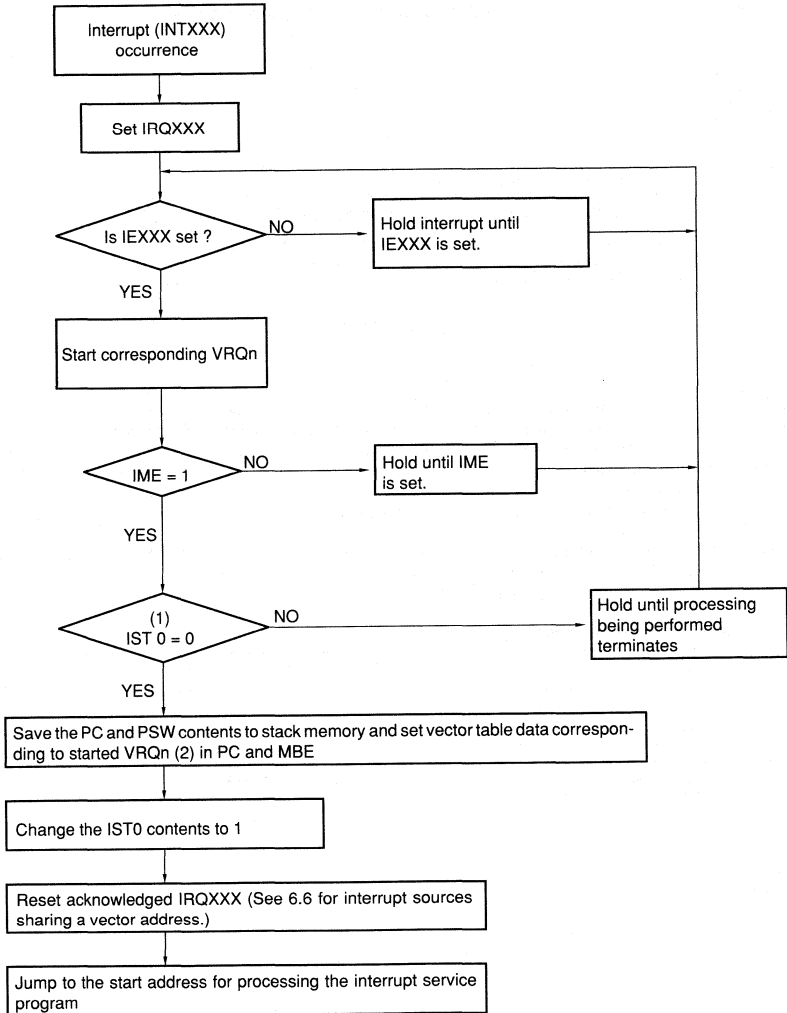 Interrupt (INTXXX)
occurrence
Set IRQXXX
Is IEXXX set ?
NO
Hold interrupt until
IEXXX is set.
YES
Start corresponding VRQn
IME = 1
NO
Hold until IME
is set.
YES
(1)
IST 0 = 0
NO
Hold until processing
being performed
terminates
YES
Save the PC and PSW contents to stack memory and set vector table data correspon-
ding to started VRQn (2) in PC and MBE
Change the IST0 contents to 1
Reset acknowledged IRQXXX (See 6.6 for interrupt sources
sharing a vector address.)
Jump to the start address for processing the interrupt service
program